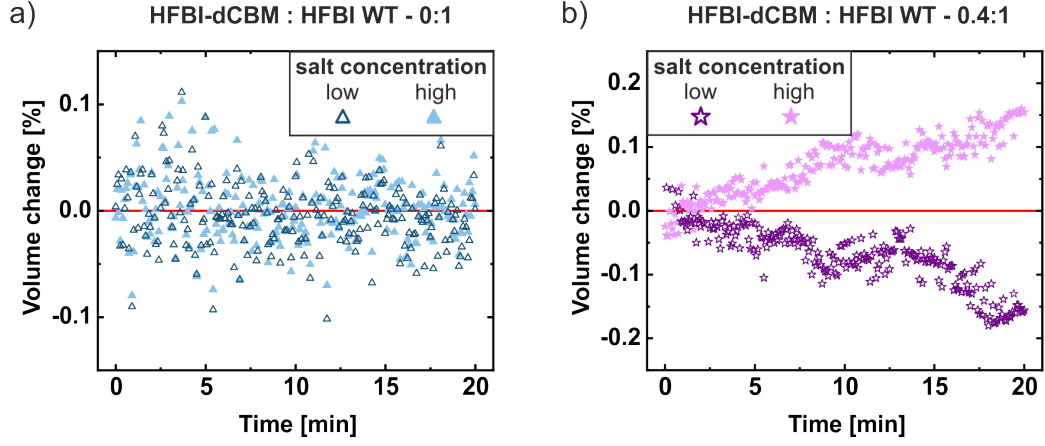 a)
HFBI-dCBM : HFBI WT - 0:1
salt concentration
low high
0.1
0.0
-0.1
Volume change [%]
0 5 10 15 20
Time [min]
b)
HFBI-dCBM : HFBI WT - 0.4:1
salt concentration
low high
0.2
0.1
0.0
-0.1
-0.2
Volume change [%]
0 5 10 15 20
Time [min]